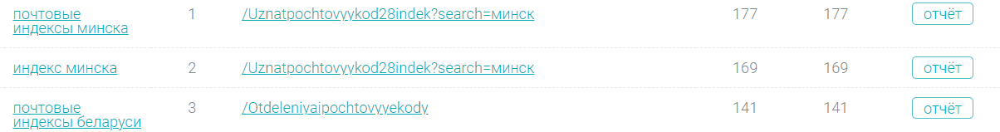 почтовые 1 /Uznatpochtovyykod28indek?search=минск 177 177 отчёт
индексы минска
индекс минска 2 /Uznatpochtovyykod28indek?search=минск 169 169 отчёт
почтовые 3 /Otdeleniyaipochtovyyekody 141 141 отчёт
индексы беларуси